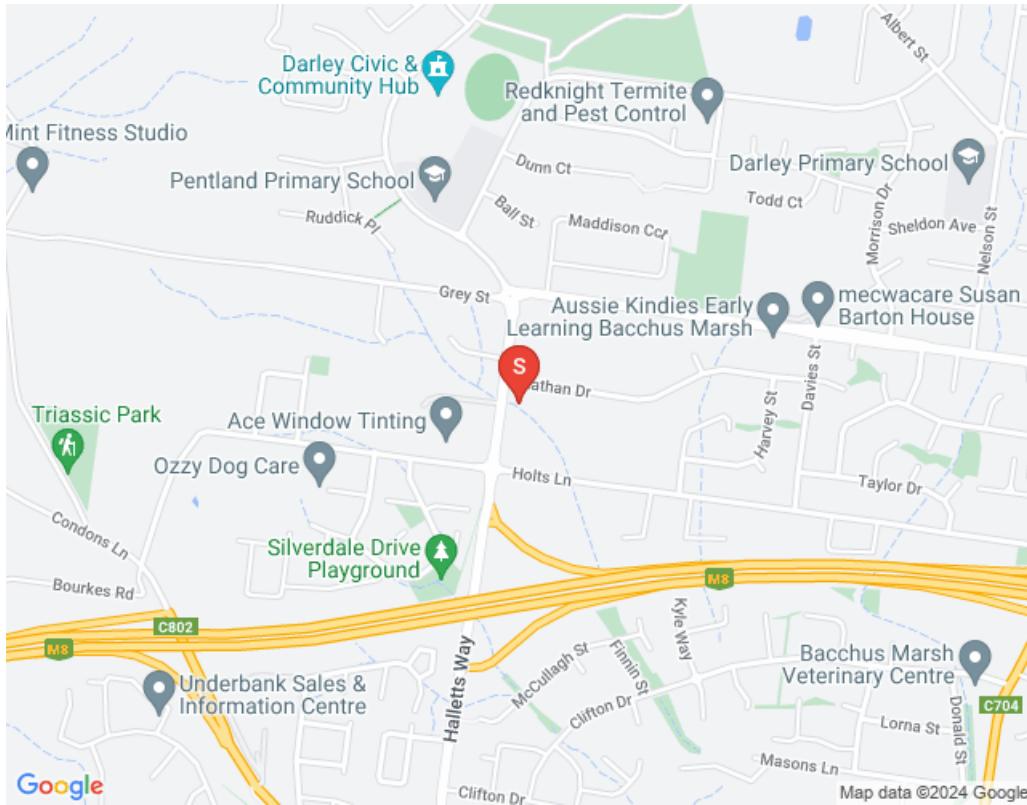 Albert St
Darley Civic &
Community Hub
Redknight Termite
and Pest Control
Mint Fitness Studio
Dunn Ct
Darley Primary School
Pentland Primary School
Todd Ct
Morrison Dr
Ball St
Ruddick Pl
Maddison Cct
Sheldon Ave
Nelson St
Grey St
Aussie Kindies Early
Learning Bacchus Marsh
mecwacare Susan
Barton House
S
athan Dr
Davies St
Harvey St
Triassic Park
Ace Window Tinting
Ozzy Dog Care
Holts Ln
Taylor Dr
Condons Ln
Silverdale Drive
Playground
Bourkes Rd
M8
C802
M8
Kyle Way
Halletts Way
McCullagh St
Finnin St
Bacchus Marsh
Veterinary Centre
Underbank Sales &
Information Centre
Clifton Dr
C704
Lorna St
Donald St
Masons Ln
Clifton Dr
Google
Map data ©2024 Google